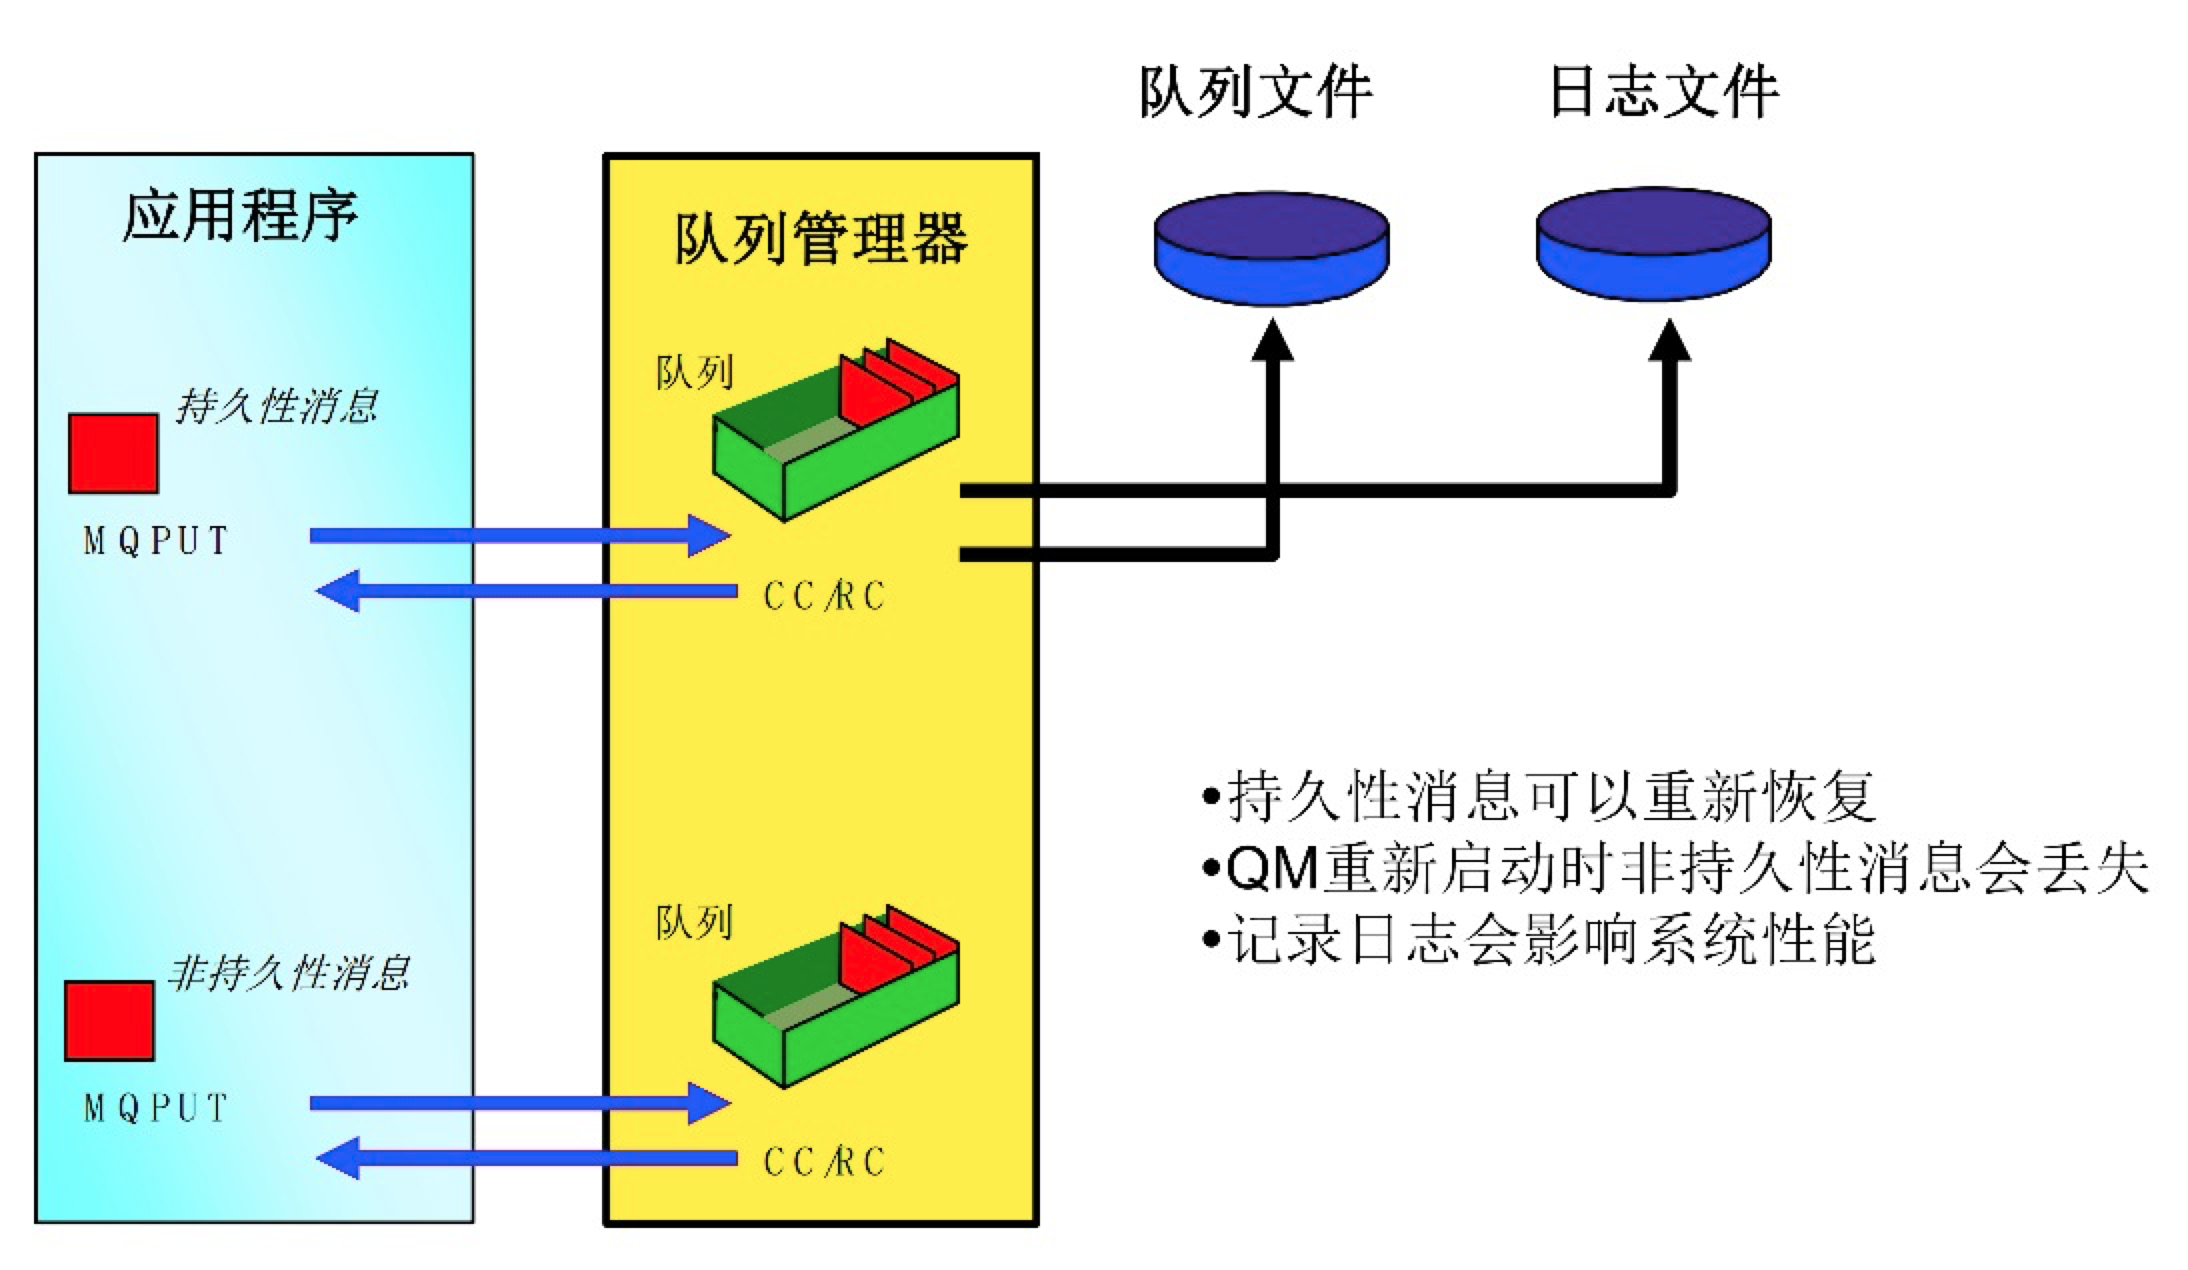 队列文件
日志文件
应用程序
队列管理器
队列
持久性消息
MQPUT
CC/RC
•持久性消息可以重新恢复
•QM重新启动时非持久性消息会丢失
•记录日志会影响系统性能
队列
非持久性消息
MQPUT
CC/RC